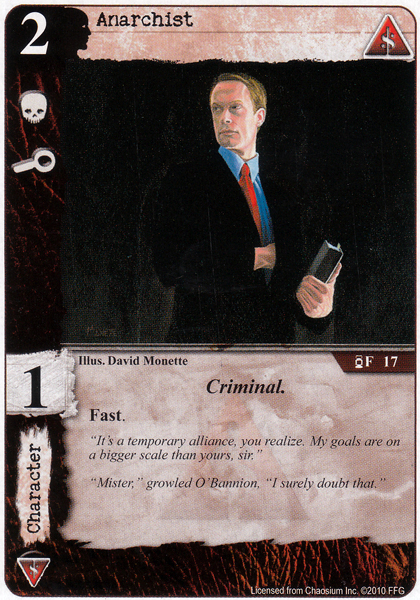 2
Anarchist
Illus. David Monette
F 17
1
Criminal.
Fast.
“It’s a temporary alliance, you realize. My goals are on
a bigger scale than yours, sir.”
“Mister,” growled O’Bannion, “I surely doubt that.”
Character
Licensed from Chaosium Inc. ©2010 FFG